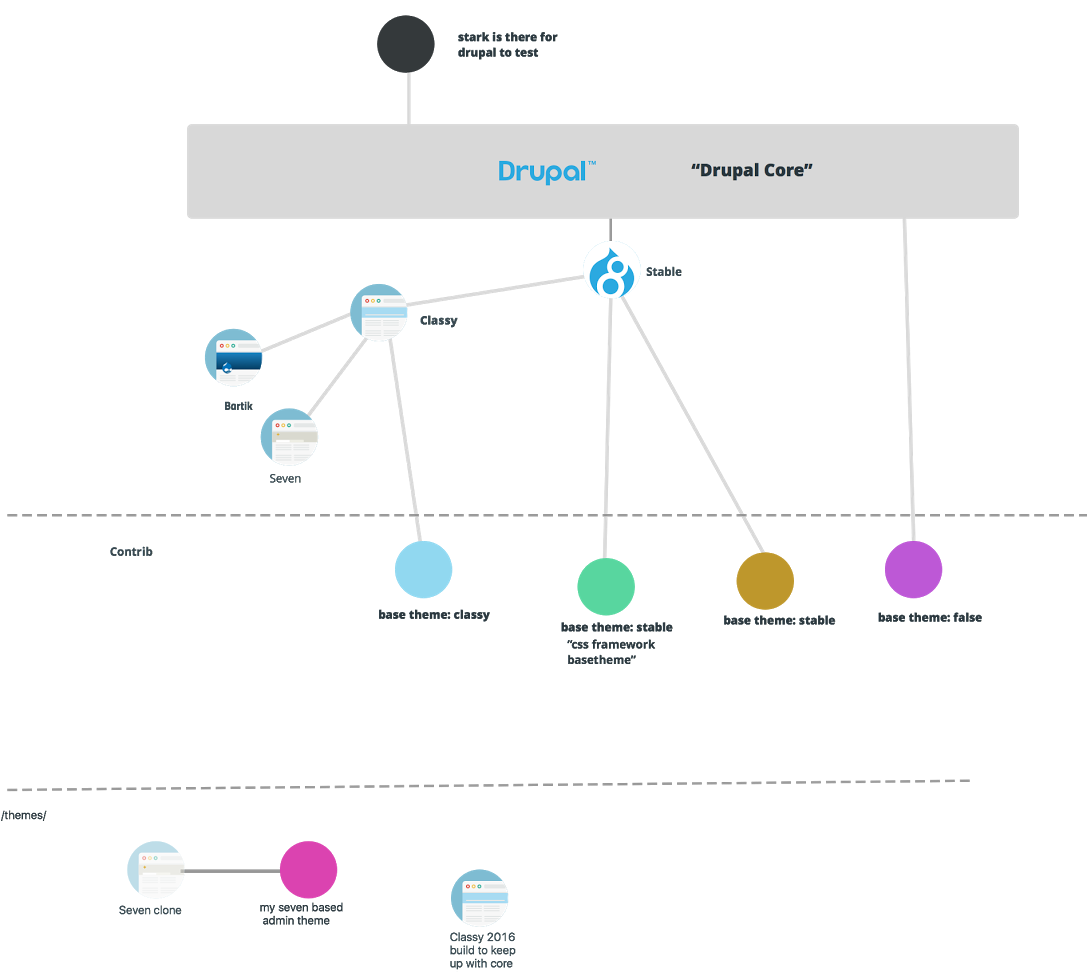 stark is there for
drupal to test
Drupal™
“Drupal Core”
Stable
Classy
Bartik
Seven
Contrib
base theme: classy
base theme: stable
“css framework
basetheme”
base theme: stable
base theme: false
/themes/
Seven clone
my seven based
admin theme
Classy 2016
build to keep
up with core